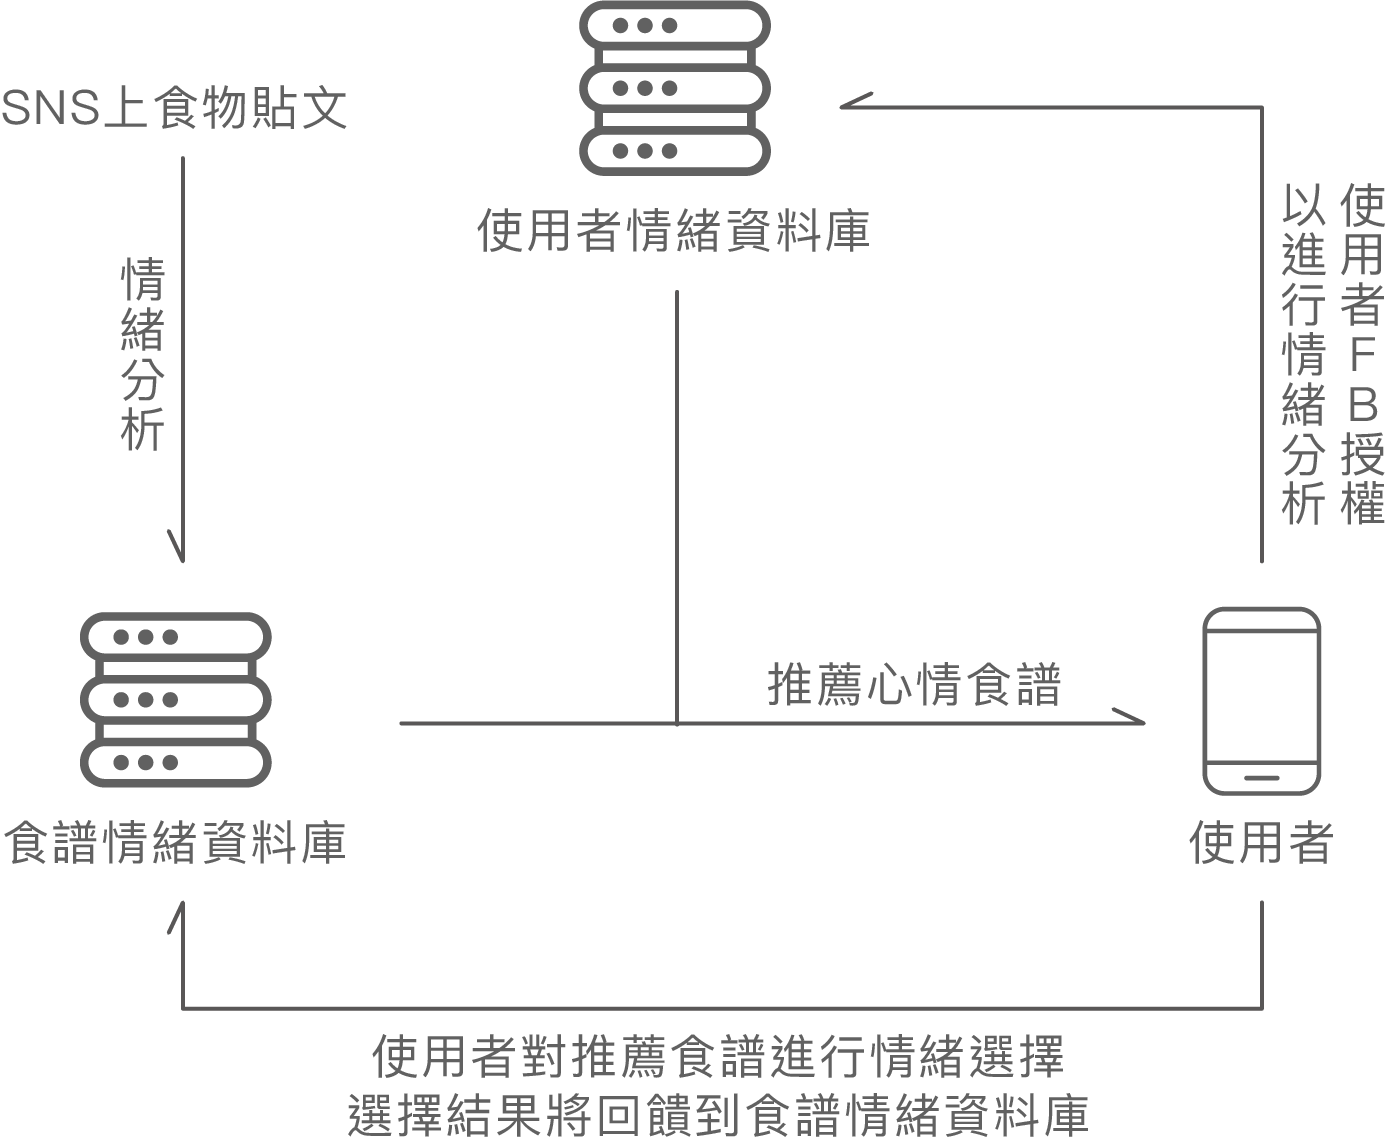 SNS上食物貼文
使用者情緒資料庫
情緒分析
使用者FB授權
以進行情緒分析
推薦心情食譜
食譜情緒資料庫
使用者
使用者對推薦食譜進行情緒選擇
選擇結果將回饋到食譜情緒資料庫